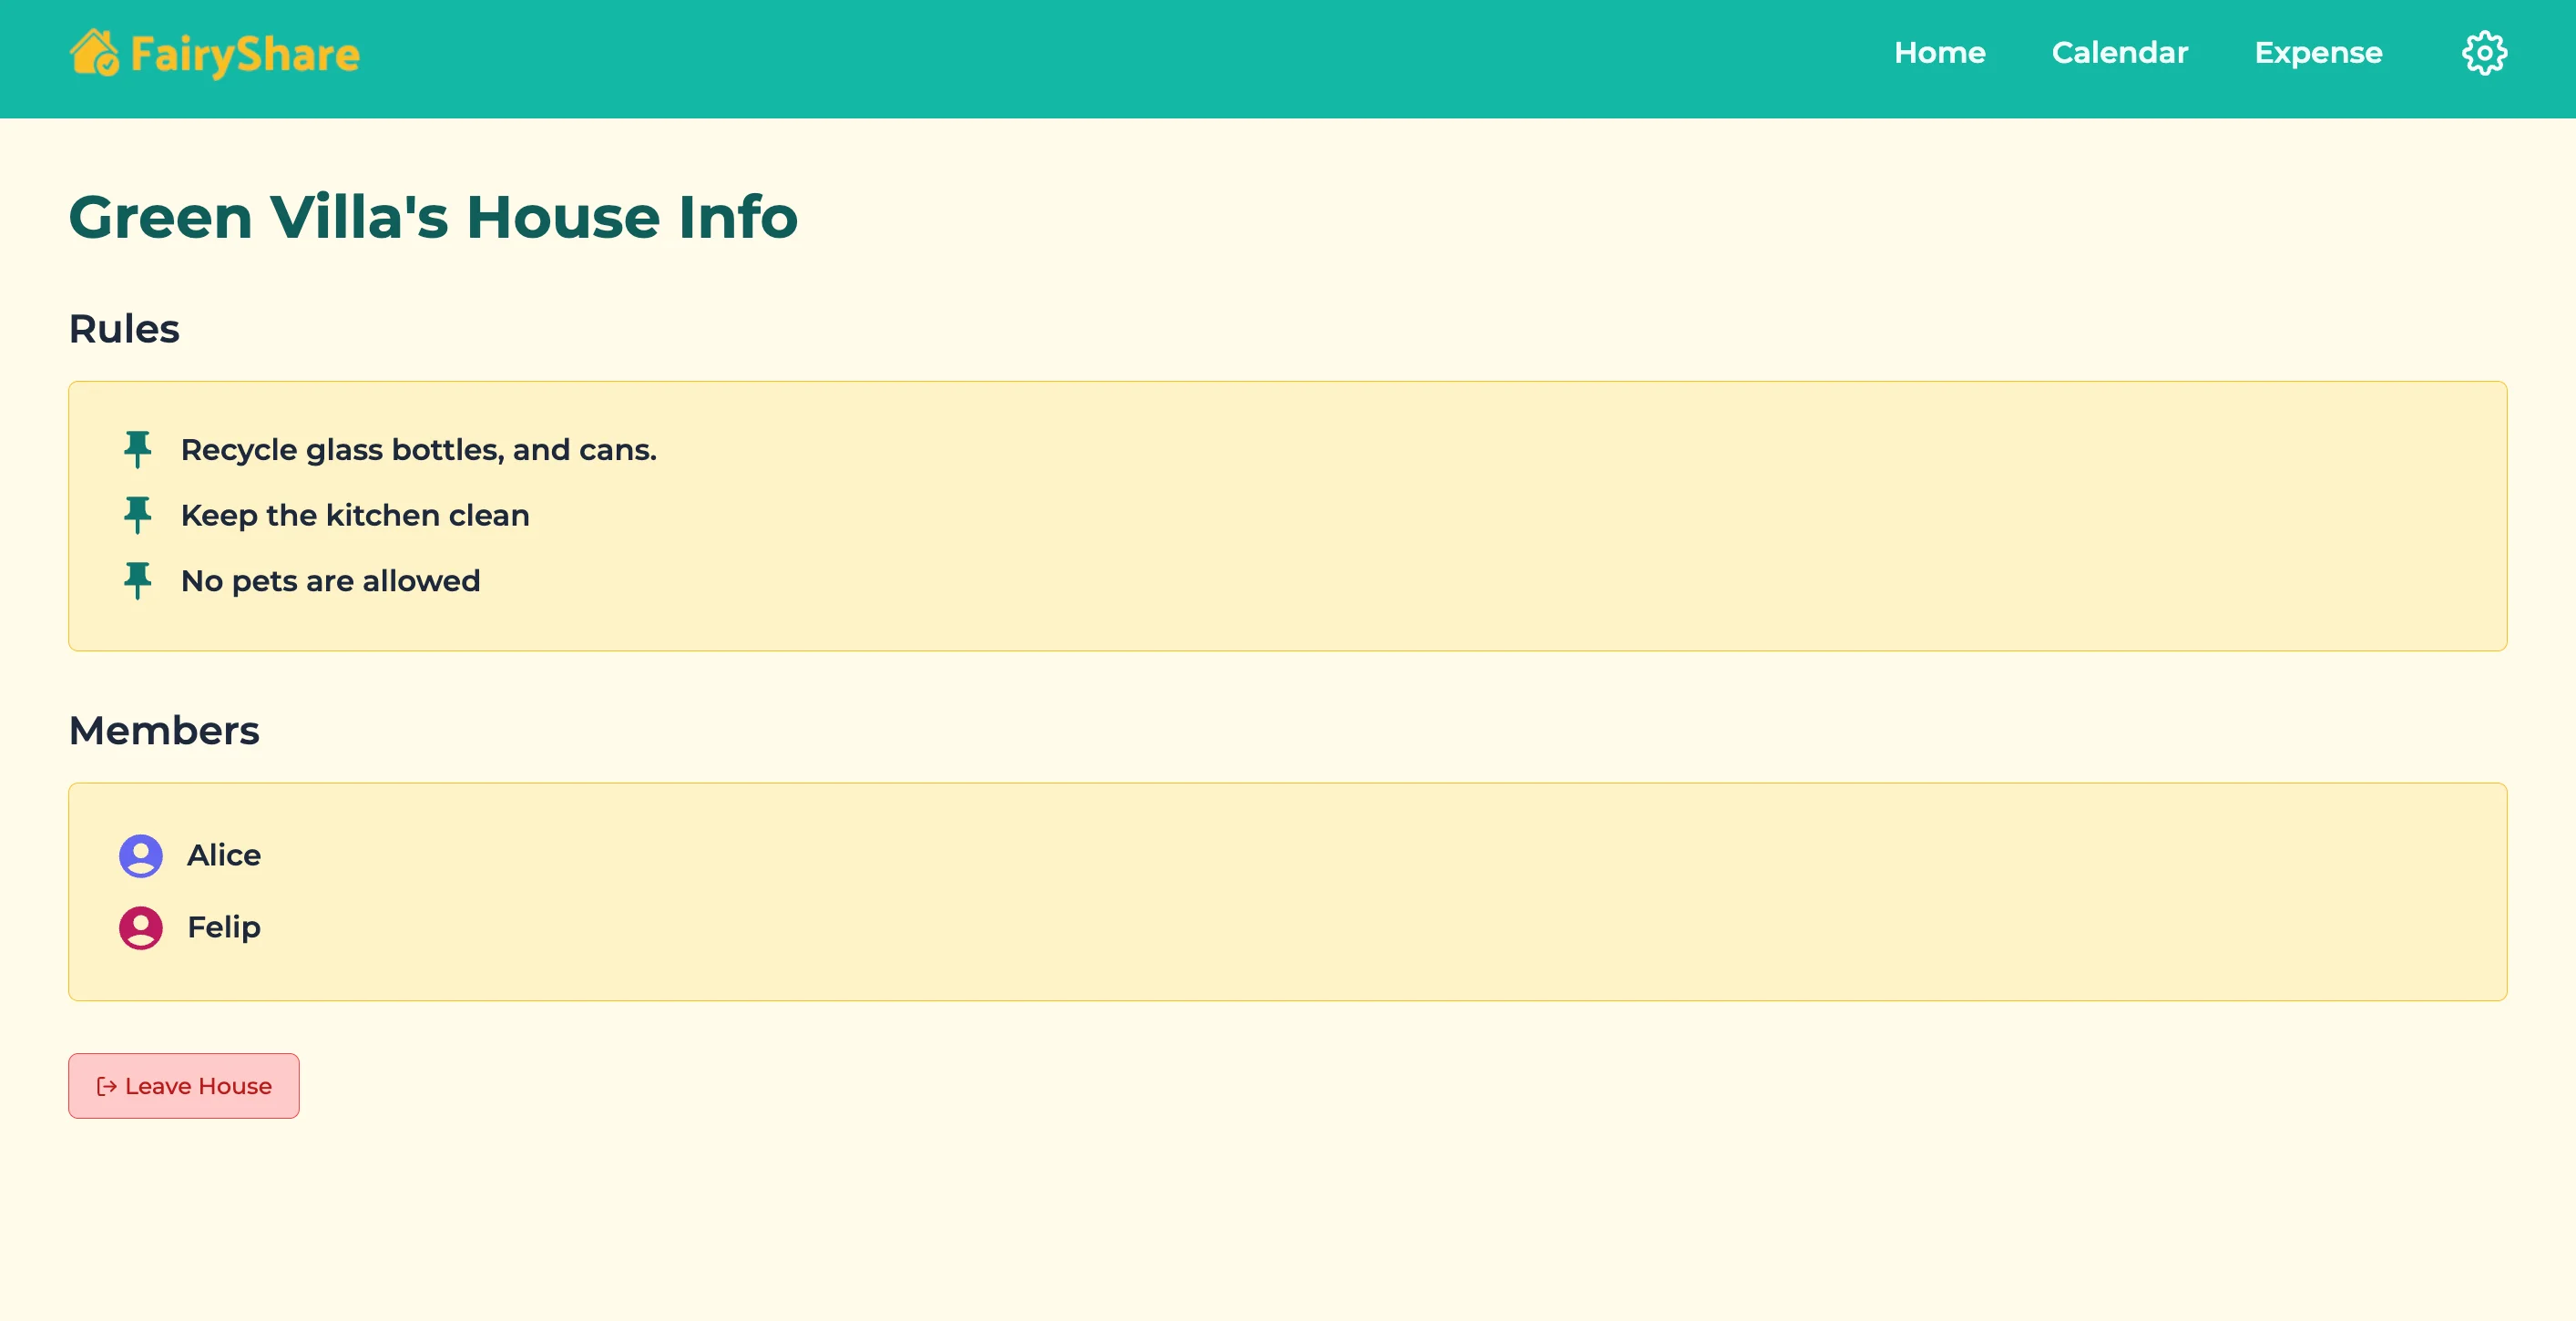 FairyShare
Home Calendar Expense
Green Villa's House Info
Rules
Recycle glass bottles, and cans.
Keep the kitchen clean
No pets are allowed
Members
Alice
Felip
Leave House